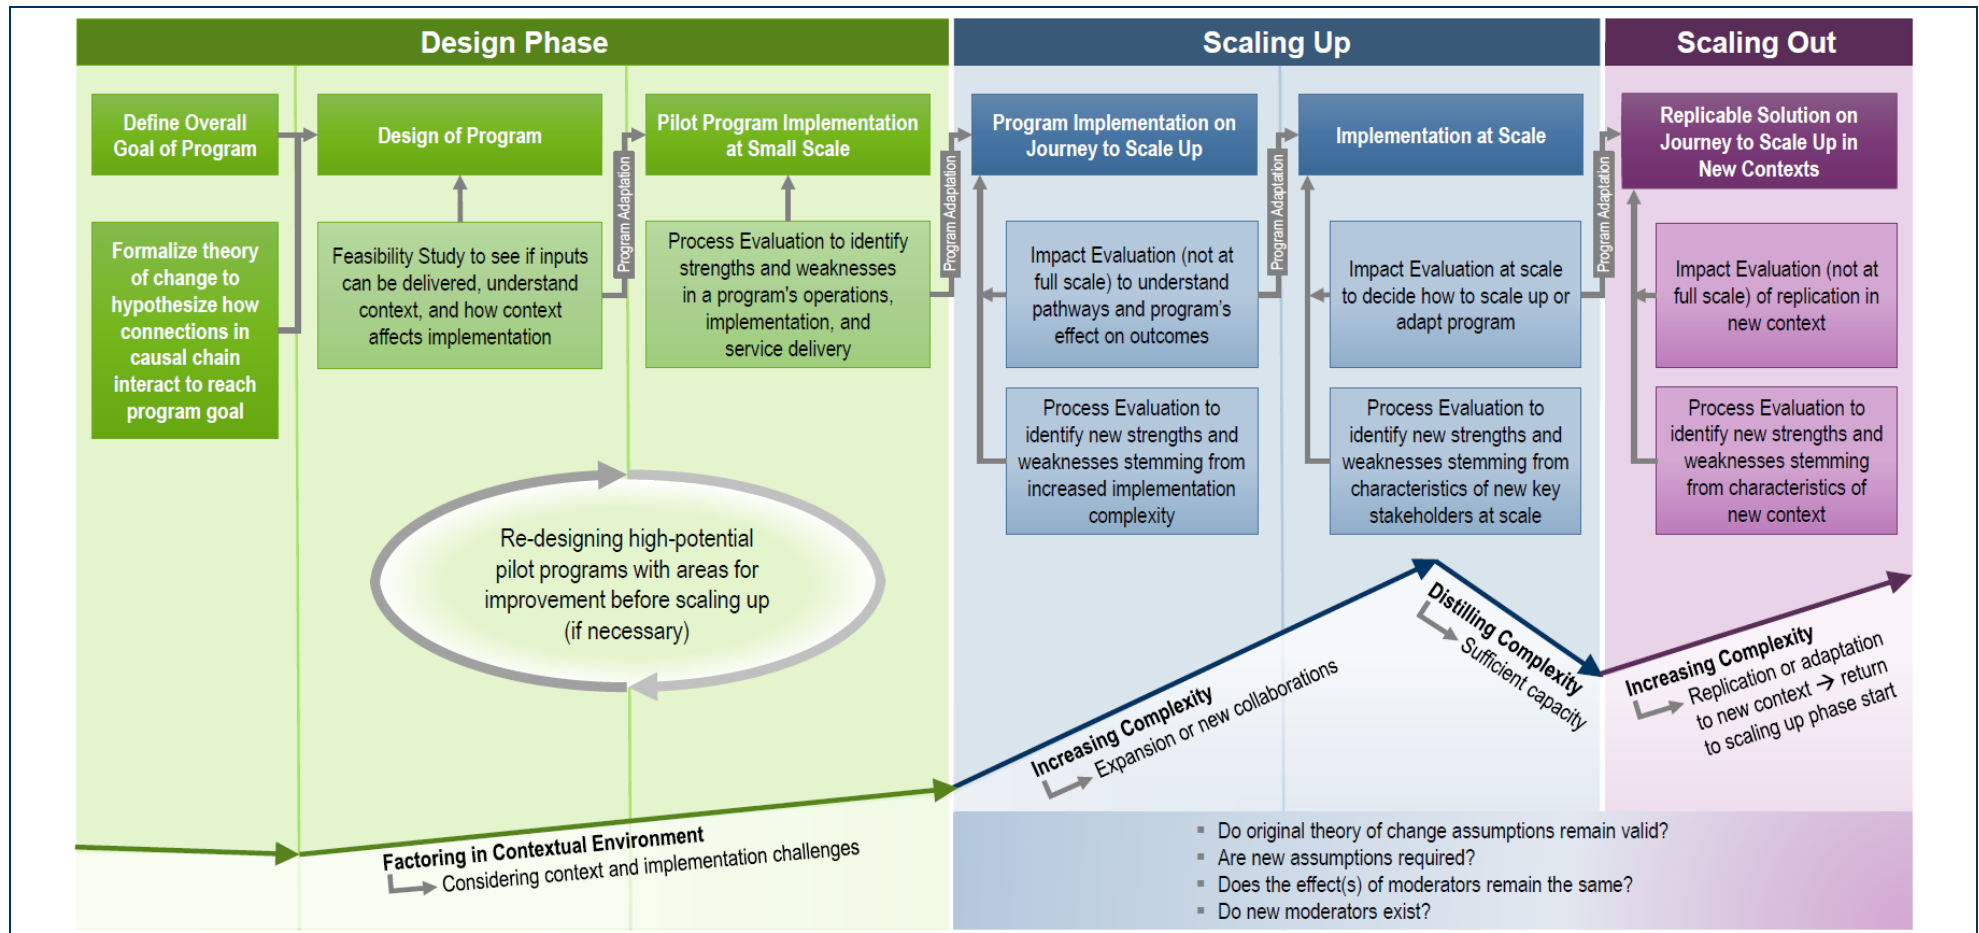 Design Phase
Define Overall
Goal of Program
Formalize theory
of change to
hypothesize how
connections in
causal chain
interact to reach
program goal
Design of Program
Feasibility Study to see if inputs
can be delivered, understand
context, and how context
affects implementation
Program Adaptation
Pilot Program Implementation
at Small Scale
Process Evaluation to identify
strengths and weaknesses
in a program's operations,
implementation, and
service delivery
Program Adaptation
Re-designing high-potential
pilot programs with areas for
improvement before scaling up
(if necessary)
Factoring in Contextual Environment
Considering context and implementation challenges
Scaling Up
Program Implementation on
Journey to Scale Up
Impact Evaluation (not at
full scale) to understand
pathways and program’s
effect on outcomes
Process Evaluation to
identify new strengths and
weaknesses stemming from
increased implementation
complexity
Program Adaptation
Implementation at Scale
Impact Evaluation at scale
to decide how to scale up or
adapt program
Process Evaluation to
identify new strengths and
weaknesses stemming from
characteristics of new key
stakeholders at scale
Program Adaptation
Increasing Complexity
Expansion or new collaborations
Distilling Complexity
Sufficient capacity
Scaling Out
Replicable Solution on
Journey to Scale Up in
New Contexts
Impact Evaluation (not at
full scale) of replication in
new context
Process Evaluation to
identify new strengths and
weaknesses stemming
from characteristics of
new context
Increasing Complexity
Replication or adaptation
to new context → return
to scaling up phase start
▪ Do original theory of change assumptions remain valid?
▪ Are new assumptions required?
▪ Does the effect(s) of moderators remain the same?
▪ Do new moderators exist?